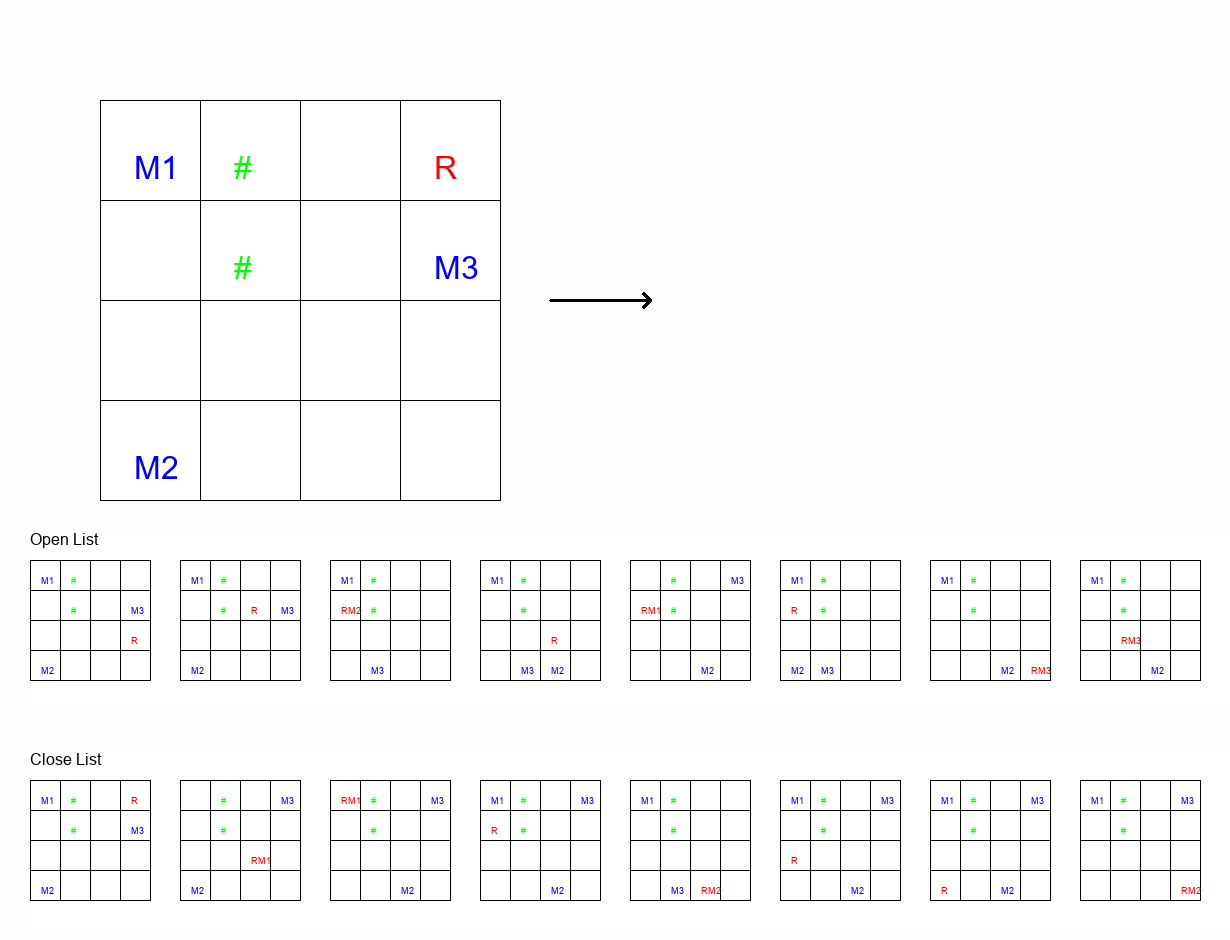 M1 # R
# M3
M2
Open List
M1 # M1 # M1 # M1 # # M3 M1 # M1 # M1 #
# M3 # R M3 RM2 # # RM1 # R # # #
R R RM3
M2 M2 M3 M3 M2 M2 M2 M3 M2 RM3 M2
Close List
M1 # R # M3 RM1 # M3 M1 # M3 M1 # M1 # M3 M1 # M3 M1 # M3
# M3 # # R # # # # #
RM1 R
M2 M2 M2 M2 M3 RM2 M2 R M2 RM2